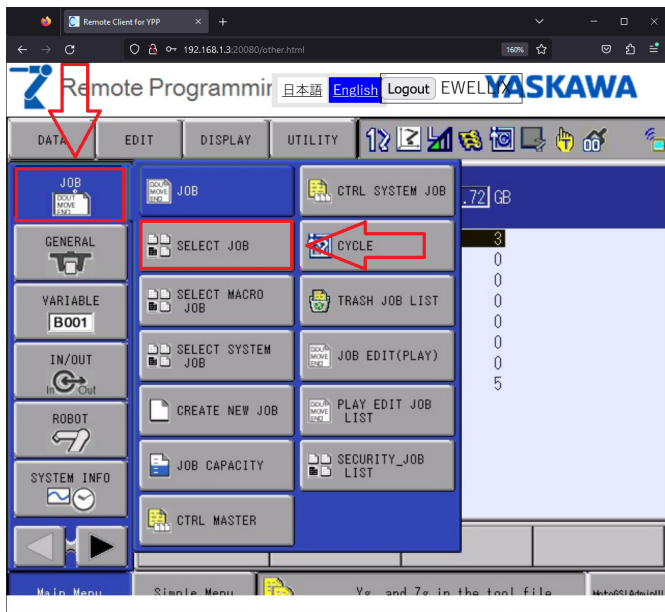 Remote Client for YPP
192.168.1.3:20080/other.html
160%
Remote Programmin
日本語
English
Logout
EWELLIX
YASKAWA
DATA
EDIT
DISPLAY
UTILITY
JOB
DOUT
MOVE
END
GENERAL
VARIABLE
B001
IN/OUT
In Out
ROBOT
SYSTEM INFO
JOB
SELECT JOB
SELECT MACRO
JOB
SELECT SYSTEM
JOB
CREATE NEW JOB
JOB CAPACITY
CTRL MASTER
CTRL SYSTEM JOB
CYCLE
TRASH JOB LIST
JOB EDIT(PLAY)
PLAY EDIT JOB
LIST
SECURITY_JOB
LIST
.72 GB
3
0
0
0
0
0
0
5
Main Menu
Simple Menu
Yg, and Zg in the tool file